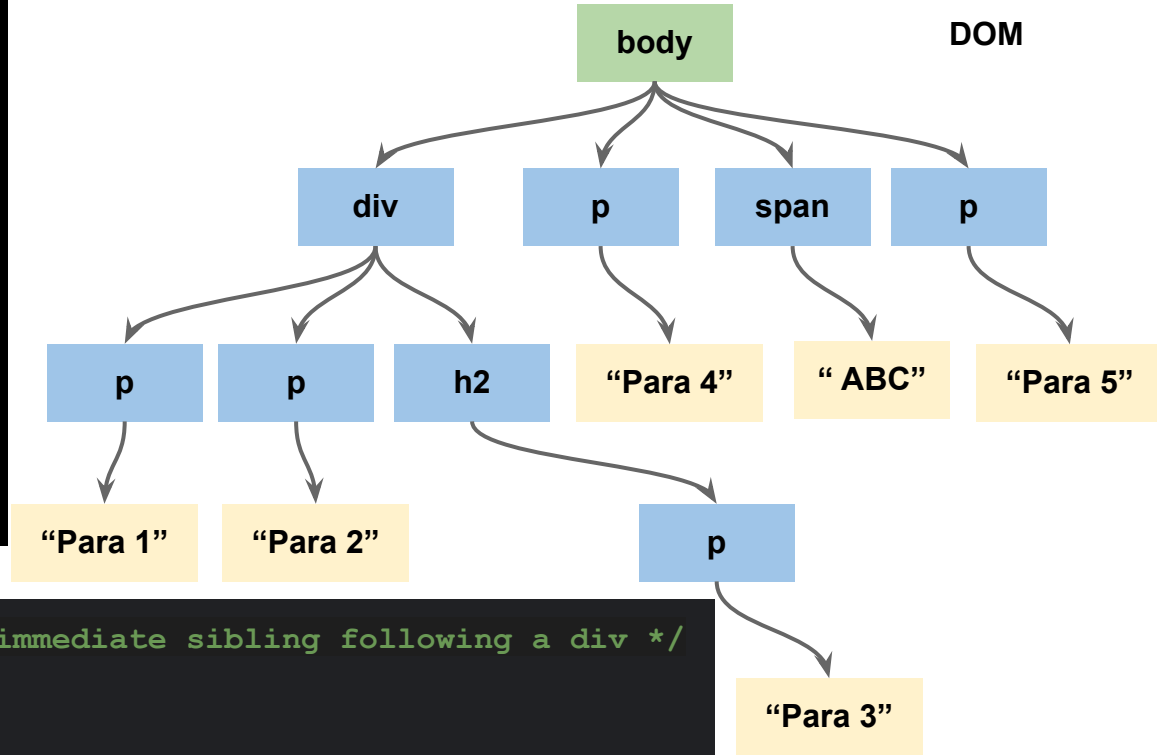 body
DOM
div
p
span
p
p
p
h2
“Para 4”
“ ABC”
“Para 5”
“Para 1”
“Para 2”
p
immediate sibling following a div */
“Para 3”